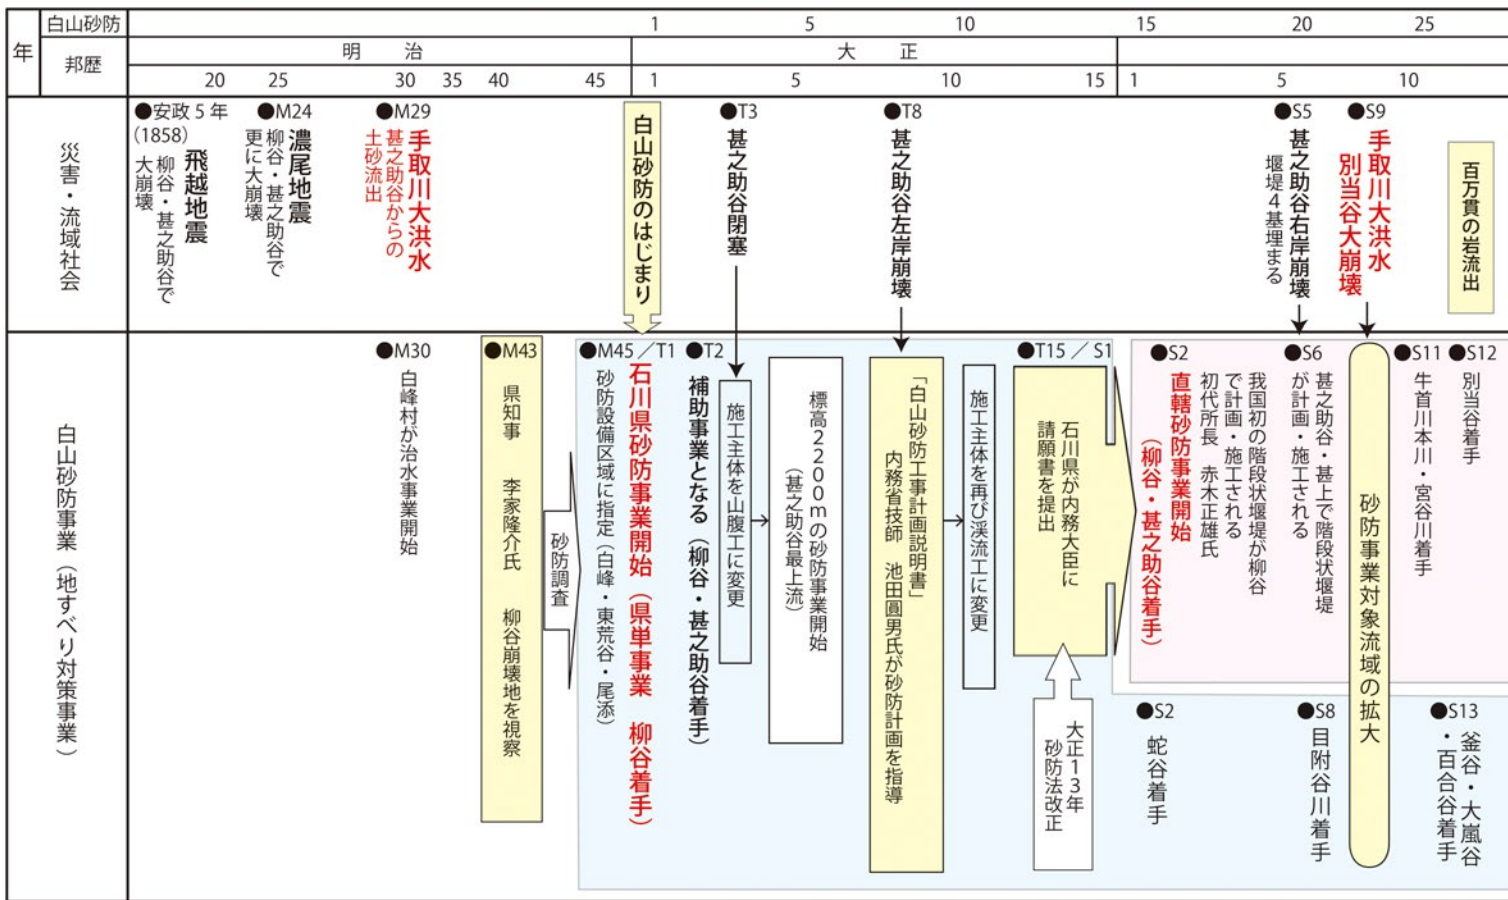 年
白山砂防
1 5 10 15 20 25
邦歴
明 治
大 正
20 25 30 35 40 45 1 5 10 15 1 5 10
災害・流域社会
●安政5年
(1858)
飛越地震
柳谷・甚之助谷で
大崩壊
●M24
濃尾地震
柳谷・甚之助谷で
更に大崩壊
●M29
手取川大洪水
甚之助谷からの
土砂流出
白山砂防のはじまり
●T3
甚之助谷閉塞
●T8
甚之助谷左岸崩壊
●S5
甚之助谷右岸崩壊
堰堤4基埋まる
●S9
手取川大洪水
別当谷大崩壊
百万貫の岩流出
白山砂防事業（地すべり対策事業）
●M30
白峰村が治水事業開始
●M43
県知事 李家隆介氏 柳谷崩壊地を視察
砂防調査
●M45／T1
石川県砂防事業開始（県単事業 柳谷着手）
砂防設備区域に指定（白峰・東荒谷・尾添）
●T2
補助事業となる（柳谷・甚之助谷着手）
施工主体を山腹工に変更
標高2200mの砂防事業開始
（甚之助谷最上流）
「白山砂防工事計画説明書」
内務省技師 池田圓男氏が砂防計画を指導
施工主体を再び渓流工に変更
●T15／S1
石川県が内務大臣に
請願書を提出
大正13年
砂防法改正
●S2
直轄砂防事業開始
（柳谷・甚之助谷着手）
我国初の階段状堰堤が柳谷
で計画・施工される
初代所長 赤木正雄氏
●S6
甚之助谷・甚上で階段状堰堤
が計画・施工される
砂防事業対象流域の拡大
●S11
牛首川本川・宮谷川着手
●S12
別当谷着手
●S2
蛇谷着手
●S8
目附谷川着手
●S13
釜谷・大嵐谷
・百合谷着手